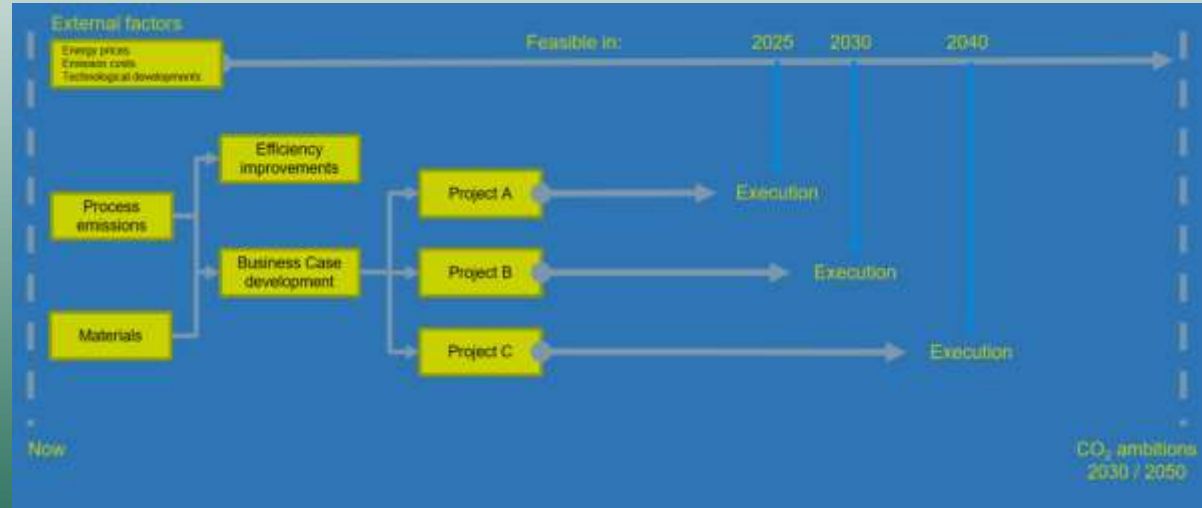 External factors
Energy prices
Emission costs
Technological developments
Feasible in:
2025
2030
2040
Efficiency
improvements
Process
emissions
Business Case
development
Materials
Project A
Execution
Project B
Execution
Project C
Execution
Now
CO₂ ambitions
2030 / 2050